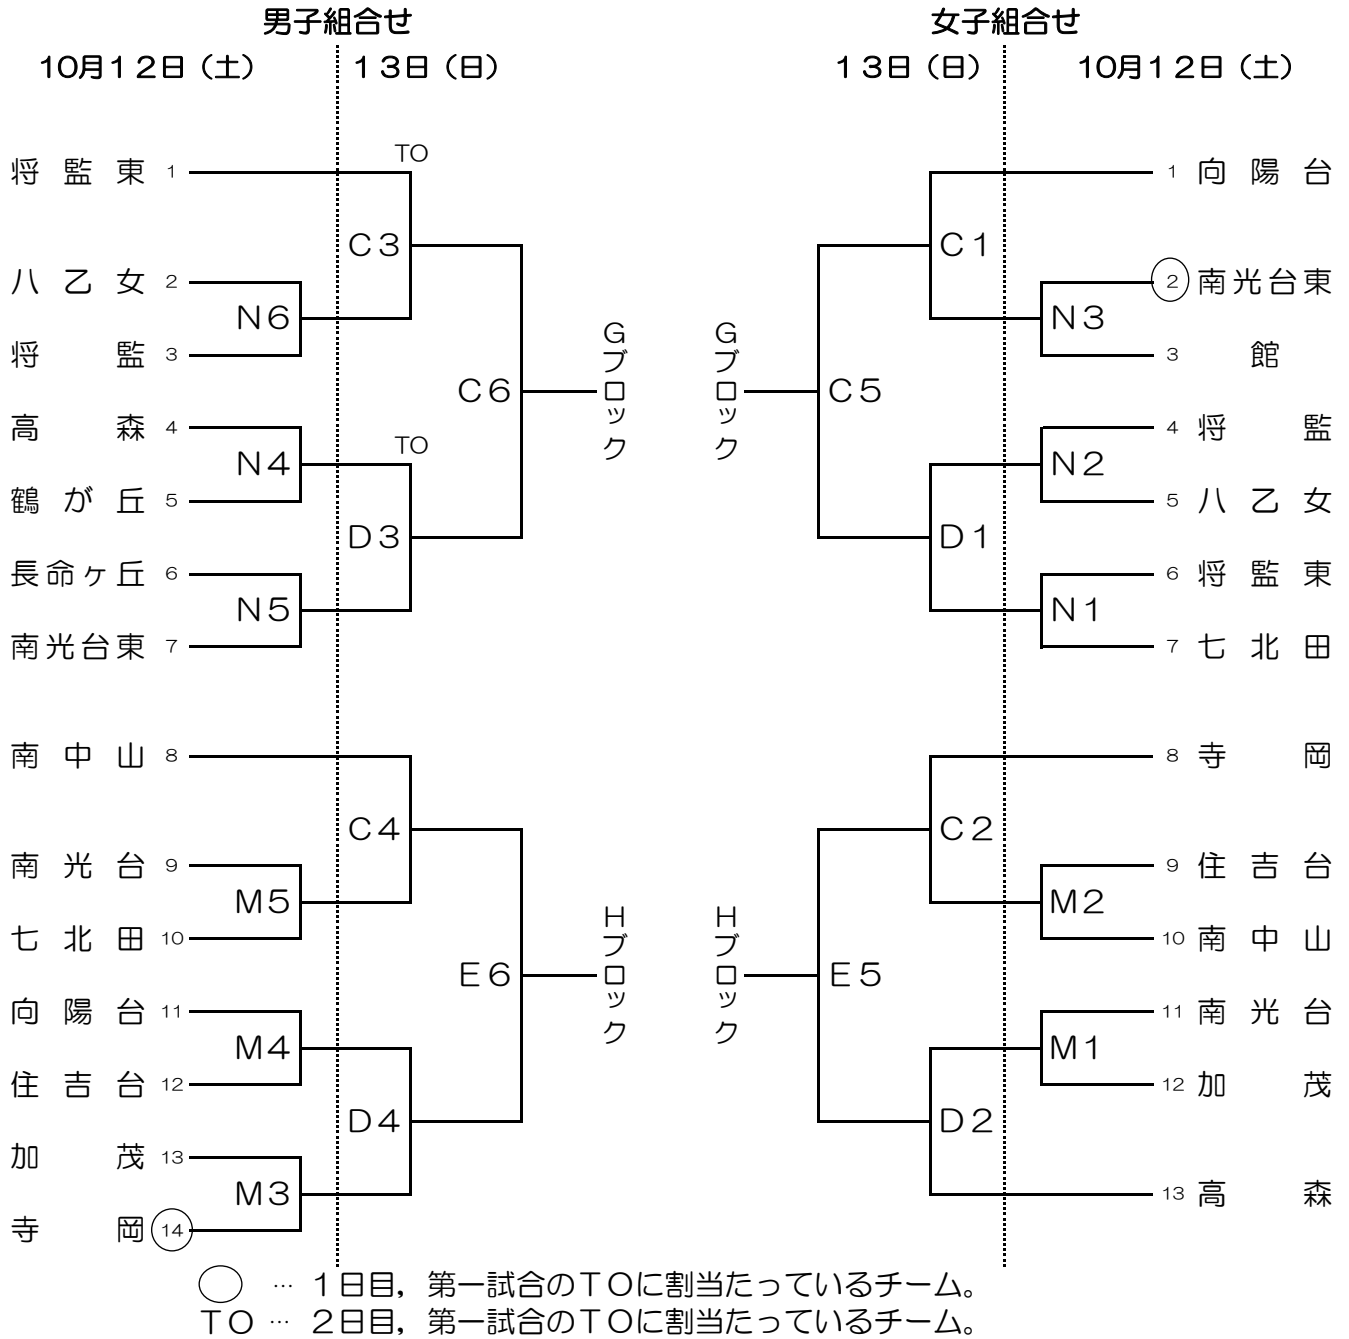 男子組合せ 女子組合せ
10月12日（土） 13日（日） 13日（日） 10月12日（土）
TO
将監東 1 1 向陽台
C3 C1
八乙女 2 2 南光台東
N6 N3
将監 3 3 館
Gブロック Gブロック
C6 C5
高森 4 4 将監
TO
N4 N2
鶴が丘 5 5 八乙女
D3 D1
長命ヶ丘 6 6 将監東
N5 N1
南光台東 7 7 七北田
南中山 8 8 寺岡
C4 C2
南光台 9 9 住吉台
M5 M2
七北田 10 10 南中山
Hブロック Hブロック
E6 E5
向陽台 11 11 南光台
M4 M1
住吉台 12 12 加茂
D4 D2
加茂 13
M3 13 高森
寺岡 14
… 1日目，第一試合のTOに割当たっているチーム。
TO … 2日目，第一試合のTOに割当たっているチーム。